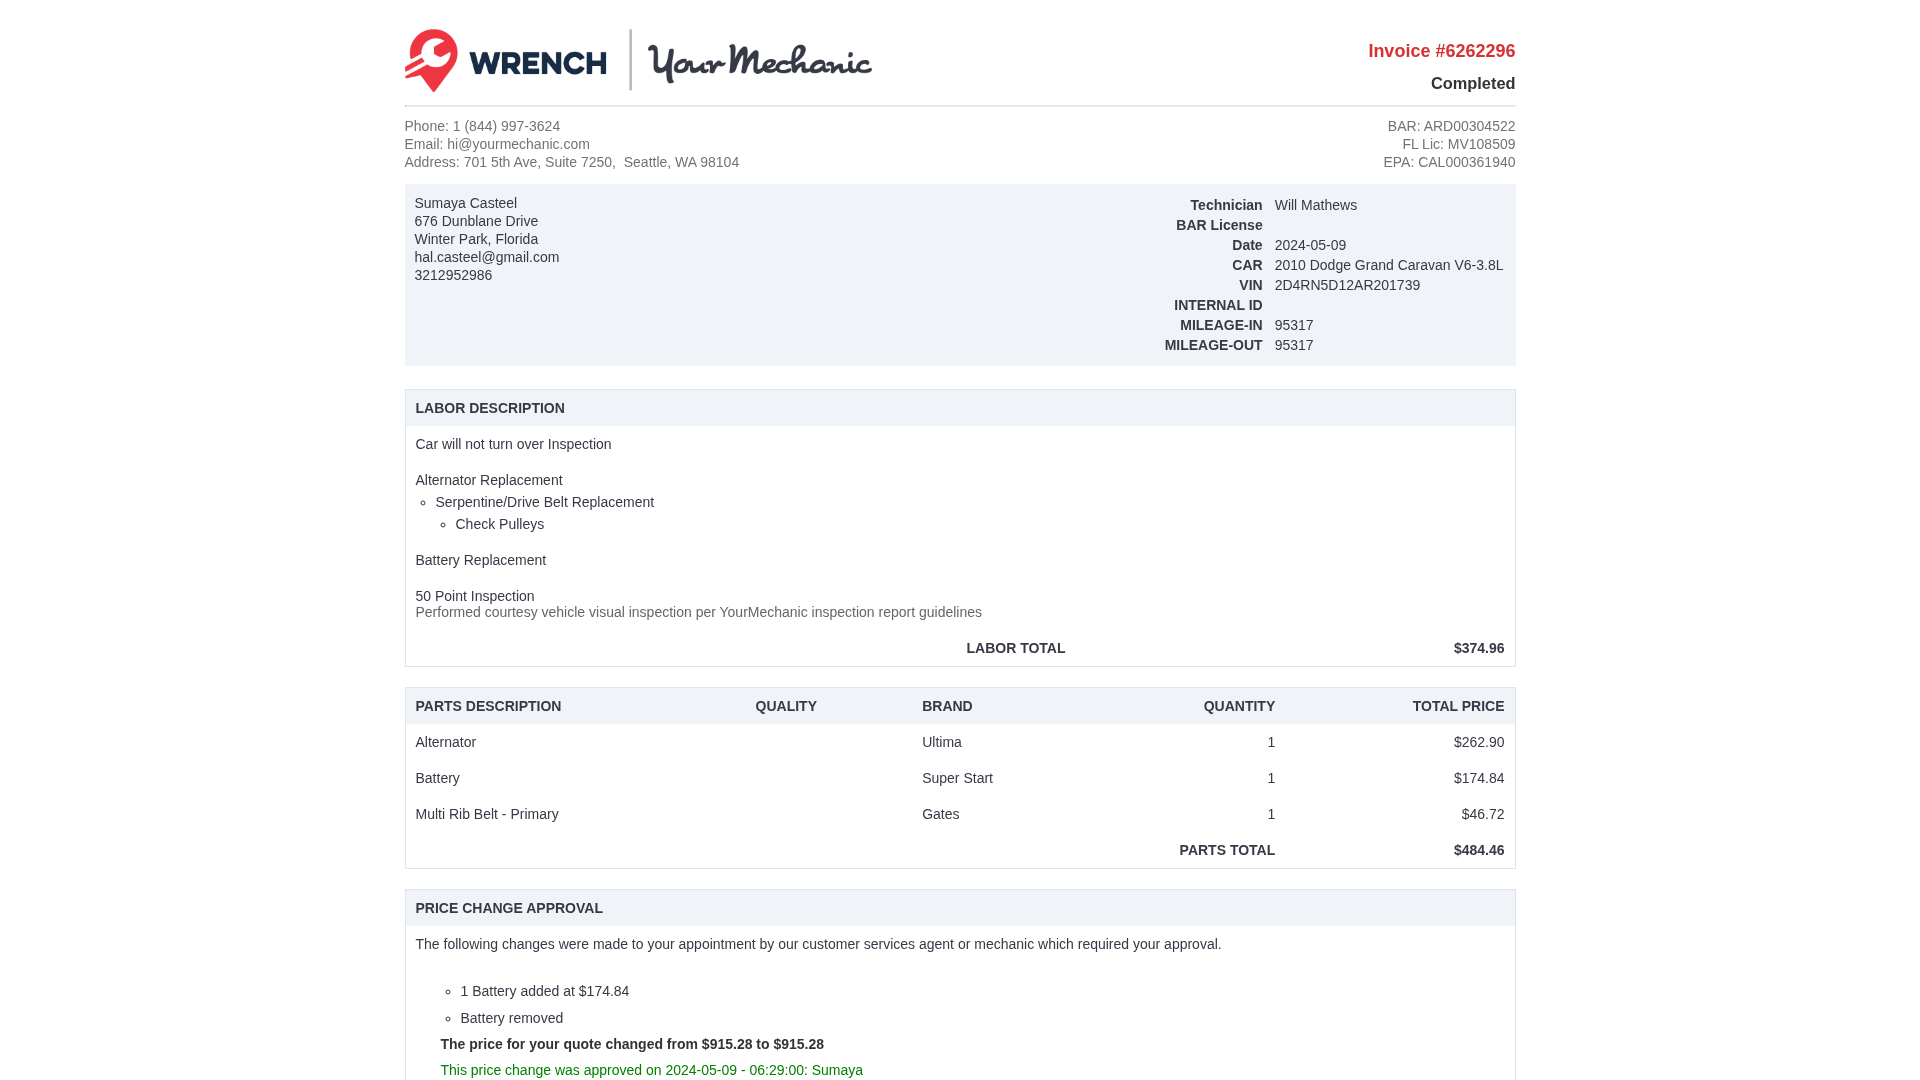 WRENCH YourMechanic
Invoice #6262296
Completed
Phone: 1 (844) 997-3624
Email: hi@yourmechanic.com
Address: 701 5th Ave, Suite 7250,  Seattle, WA 98104
BAR: ARD00304522
FL Lic: MV108509
EPA: CAL000361940
Sumaya Casteel
676 Dunblane Drive
Winter Park, Florida
hal.casteel@gmail.com
3212952986
Technician Will Mathews
BAR License
Date 2024-05-09
CAR 2010 Dodge Grand Caravan V6-3.8L
VIN 2D4RN5D12AR201739
INTERNAL ID
MILEAGE-IN 95317
MILEAGE-OUT 95317
LABOR DESCRIPTION
Car will not turn over Inspection
Alternator Replacement
Serpentine/Drive Belt Replacement
Check Pulleys
Battery Replacement
50 Point Inspection
Performed courtesy vehicle visual inspection per YourMechanic inspection report guidelines
LABOR TOTAL $374.96
PARTS DESCRIPTION QUALITY BRAND QUANTITY TOTAL PRICE
Alternator Ultima 1 $262.90
Battery Super Start 1 $174.84
Multi Rib Belt - Primary Gates 1 $46.72
PARTS TOTAL $484.46
PRICE CHANGE APPROVAL
The following changes were made to your appointment by our customer services agent or mechanic which required your approval.
1 Battery added at $174.84
Battery removed
The price for your quote changed from $915.28 to $915.28
This price change was approved on 2024-05-09 - 06:29:00: Sumaya